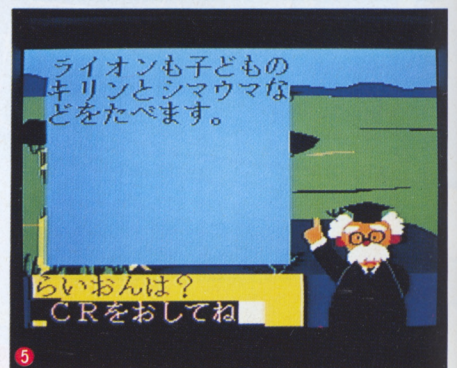 ライオンも子どもの
キリンとシマウマな
どをたべます。
らいおんは？
CRをおしてね
5